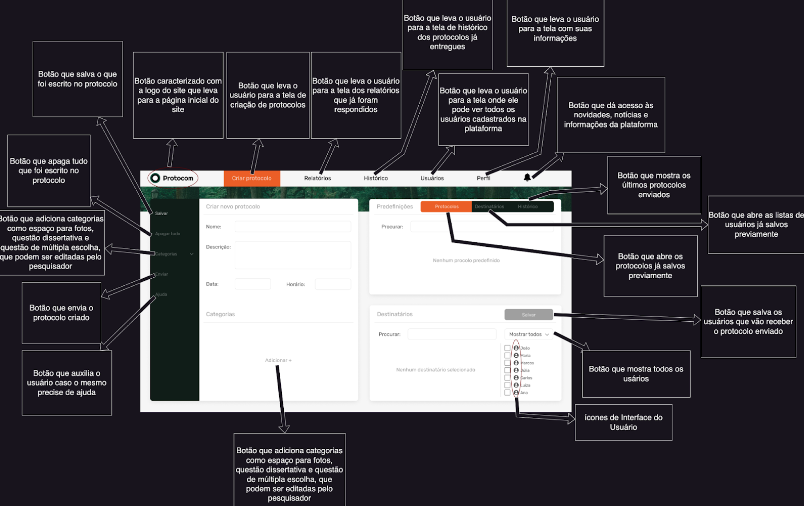 Botão que leva o usuário
para a tela de histórico
dos protocolos já
entregues
Botão que leva o usuário
para a tela com suas
informações
Botão que salva o que
foi escrito no protocolo
Botão caracterizado com
a logo do site que leva
para a página inicial do
site
Botão que leva o
usuário para a tela de
criação de protocolos
Botão que leva o usuário
para a tela dos relatórios
que já foram
respondidos
Botão que leva o usuário
para a tela onde ele
pode ver todos os
usuários cadastrados na
plataforma
Botão que dá acesso às
novidades, notícias e
informações da plataforma
Botão que apaga tudo
que foi escrito no
protocolo
Botão que mostra os
últimos protocolos
enviados
Protocom
Criar protocolo
Relatórios
Histórico
Usuários
Perfil
Botão que adiciona categorias
como espaço para fotos,
questão dissertativa e
questão de múltipla escolha,
que podem ser editadas pelo
pesquisador
Botão que abre as listas de
usuários já salvos
previamente
Salvar
Apagar tudo
Categorias
Enviar
Ajuda
Criar novo protocolo
Nome:
Descrição:
Data:
Horário:
Categorias
Adicionar +
Predefinições
Protocolos
Destinatários
Histórico
Procurar:
Botão que abre os
protocolos já salvos
previamente
Destinatários
Salvar
Procurar:
Mostrar todos
Nenhum destinatário selecionado
João
Maria
Marcos
Julia
Carlos
Luiza
Ana
Botão que envia o
protocolo criado
Botão que salva os
usuários que vão receber
o protocolo enviado
Botão que auxilia o
usuário caso o mesmo
precise de ajuda
Botão que mostra todos os
usários
ícones de Interface do
Usuário
Botão que adiciona categorias
como espaço para fotos,
questão dissertativa e questão
de múltipla escolha, que
podem ser editadas pelo
pesquisador